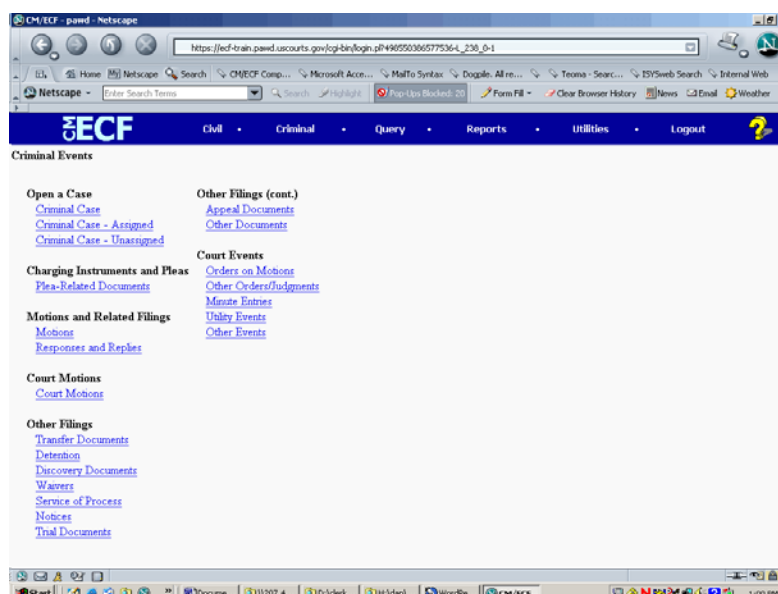 CM/ECF - pawd - Netscape
https://ecf-train.pawd.uscourts.gov/cgi-bin/login.pl?498550386577536-L_238_0-1
Home My Netscape Search CM/ECF Comp... Microsoft Acce... MailTo Syntax Dogpile. All re... Teoma - Searc... ISYSweb Search Internal Web
Netscape Enter Search Terms Search Highlight Pop-Ups Blocked: 20 Form Fill Clear Browser History News Email Weather
CM ECF Civil • Criminal • Query • Reports • Utilities • Logout ?
Criminal Events
Open a Case
Criminal Case
Criminal Case - Assigned
Criminal Case - Unassigned
Charging Instruments and Pleas
Plea-Related Documents
Motions and Related Filings
Motions
Responses and Replies
Court Motions
Court Motions
Other Filings
Transfer Documents
Detention
Discovery Documents
Waivers
Service of Process
Notices
Trial Documents
Other Filings (cont.)
Appeal Documents
Other Documents
Court Events
Orders on Motions
Other Orders/Judgments
Minute Entries
Utility Events
Other Events
Start CM/ECF 1:00 PM